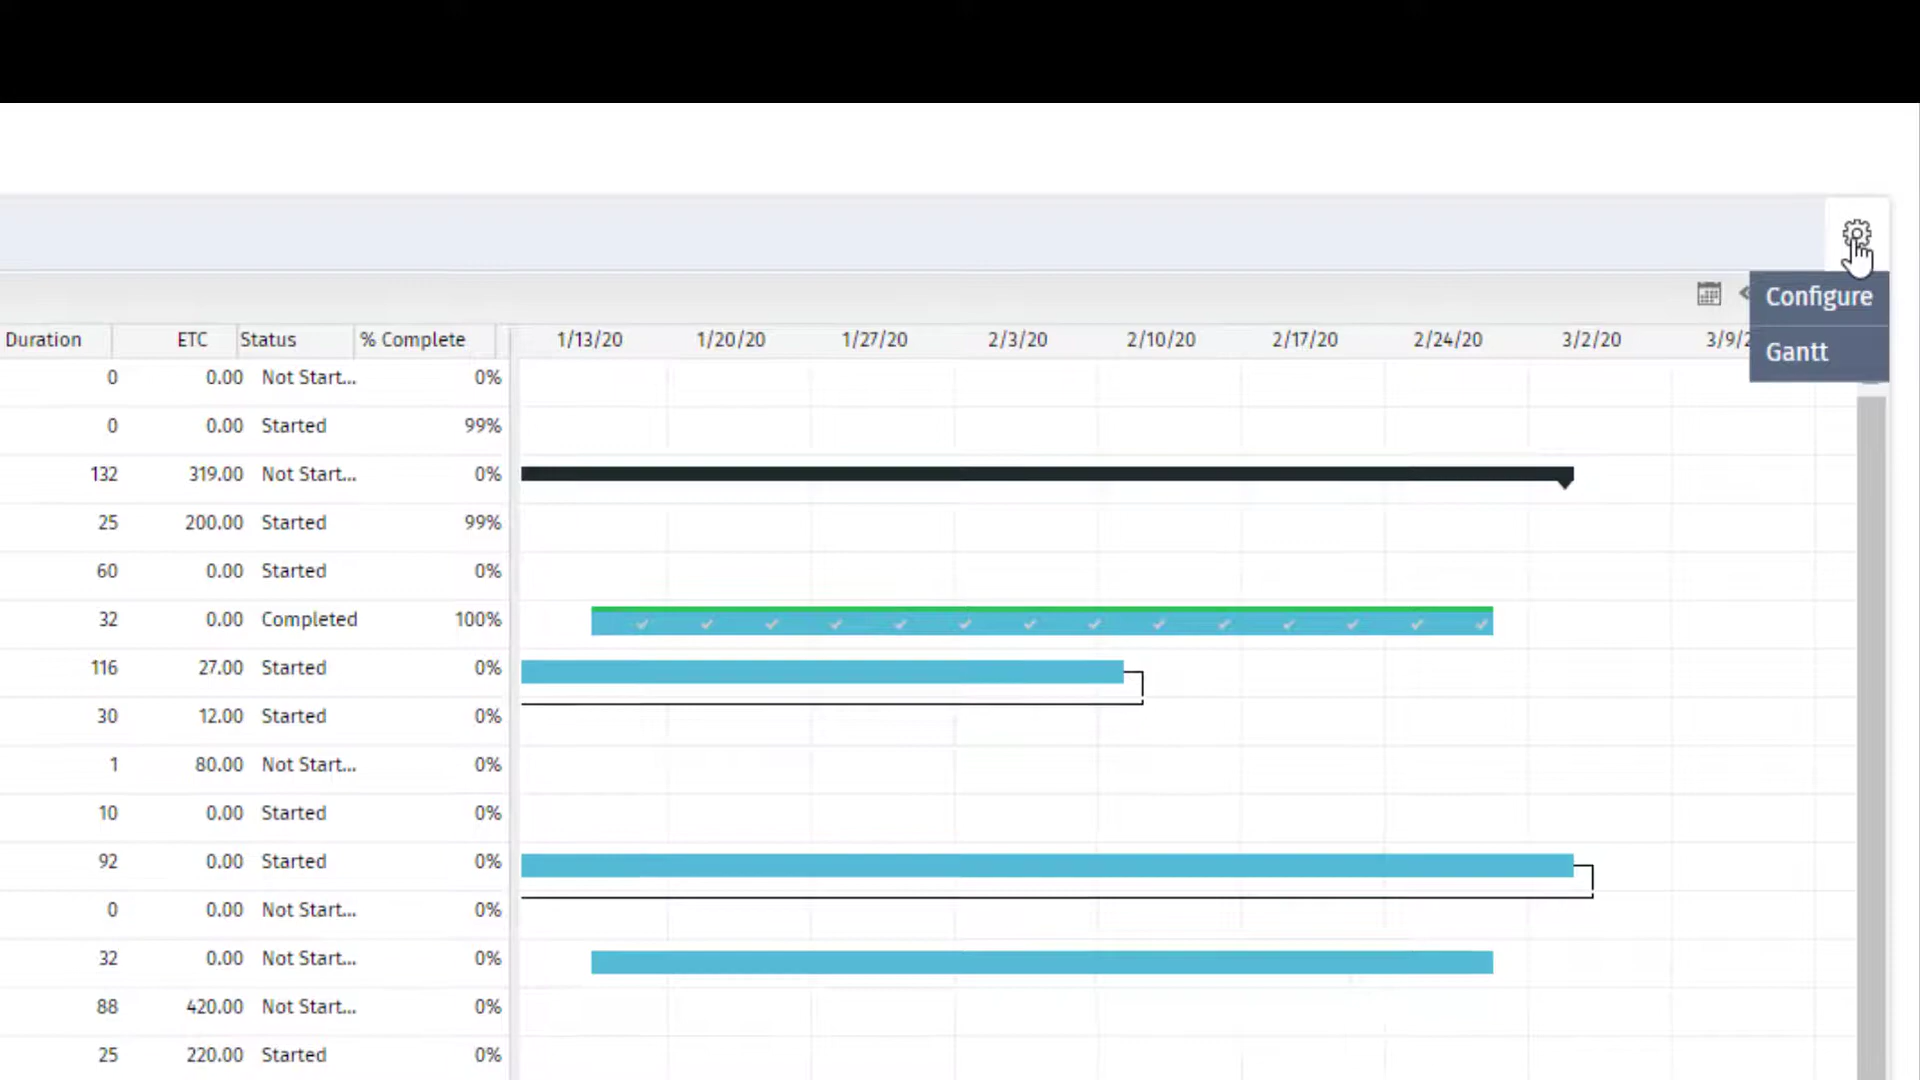 Configure
Duration ETC Status % Complete 1/13/20 1/20/20 1/27/20 2/3/20 2/10/20 2/17/20 2/24/20 3/2/20 3/9/2
Gantt
0 0.00 Not Start... 0%
0 0.00 Started 99%
132 319.00 Not Start... 0%
25 200.00 Started 99%
60 0.00 Started 0%
32 0.00 Completed 100%
116 27.00 Started 0%
30 12.00 Started 0%
1 80.00 Not Start... 0%
10 0.00 Started 0%
92 0.00 Started 0%
0 0.00 Not Start... 0%
32 0.00 Not Start... 0%
88 420.00 Not Start... 0%
25 220.00 Started 0%